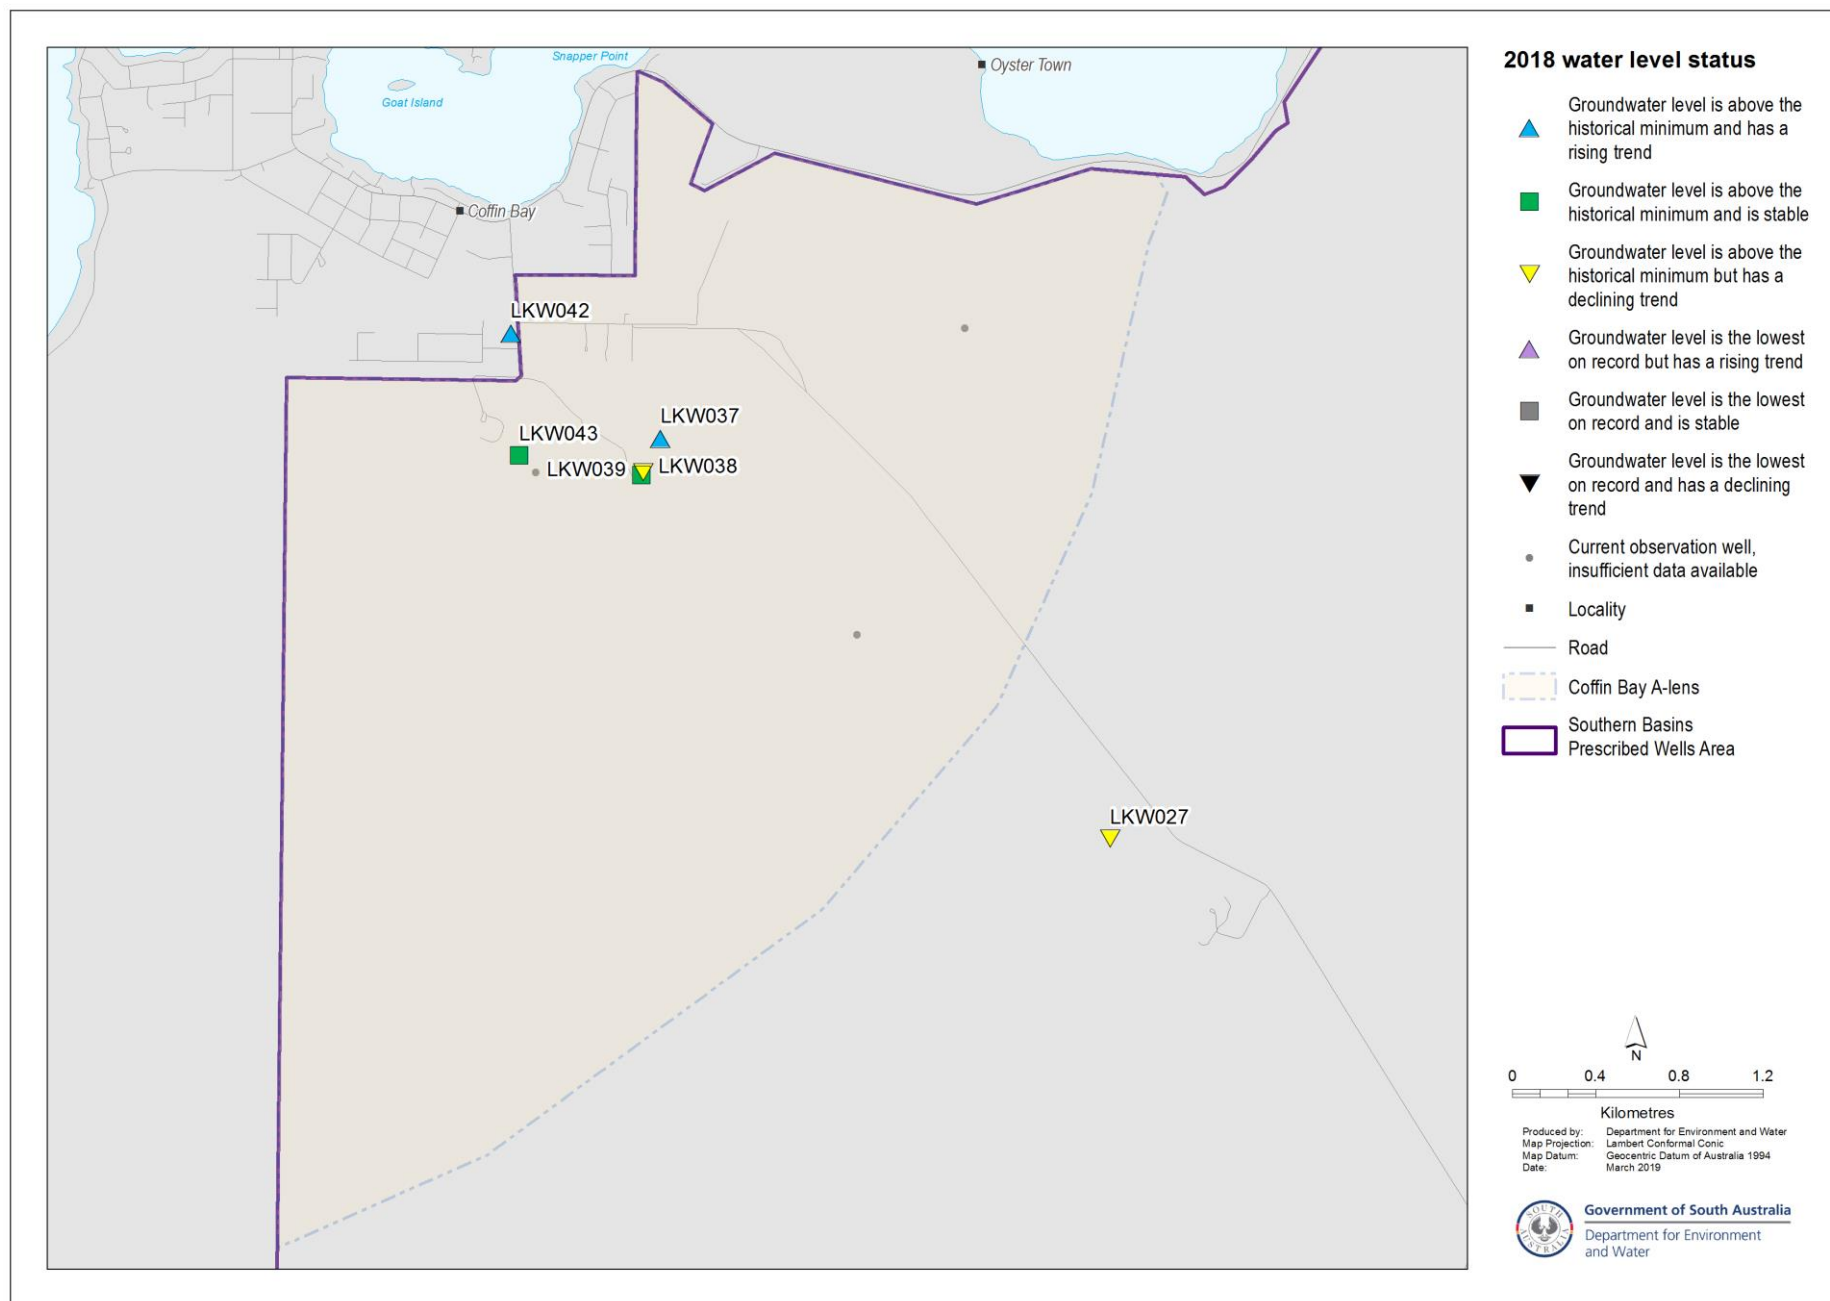 Snapper Point
Goat Island
Oyster Town
Coffin Bay
LKW042
LKW037
LKW043
LKW039
LKW038
LKW027
2018 water level status
Groundwater level is above the
historical minimum and has a
rising trend
Groundwater level is above the
historical minimum and is stable
Groundwater level is above the
historical minimum but has a
declining trend
Groundwater level is the lowest
on record but has a rising trend
Groundwater level is the lowest
on record and is stable
Groundwater level is the lowest
on record and has a declining
trend
Current observation well,
insufficient data available
Locality
Road
Coffin Bay A-lens
Southern Basins
Prescribed Wells Area
N
0 0.4 0.8 1.2
Kilometres
Produced by: Department for Environment and Water
Map Projection: Lambert Conformal Conic
Map Datum: Geocentric Datum of Australia 1994
Date: March 2019
SOUTH AUSTRALIA
Government of South Australia
Department for Environment
and Water